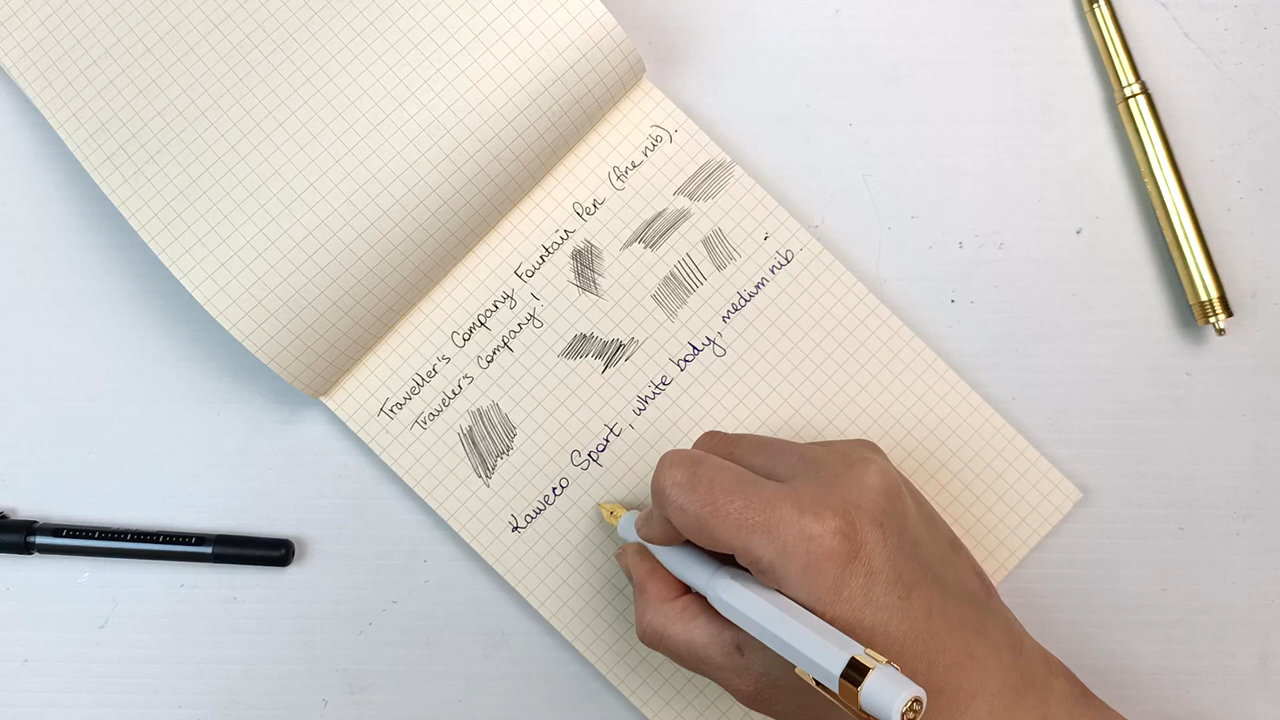 Traveller's Company Fountain Pen (fine nib).
Traveler's Company!
Kaweco Sport, white body, medium nib.